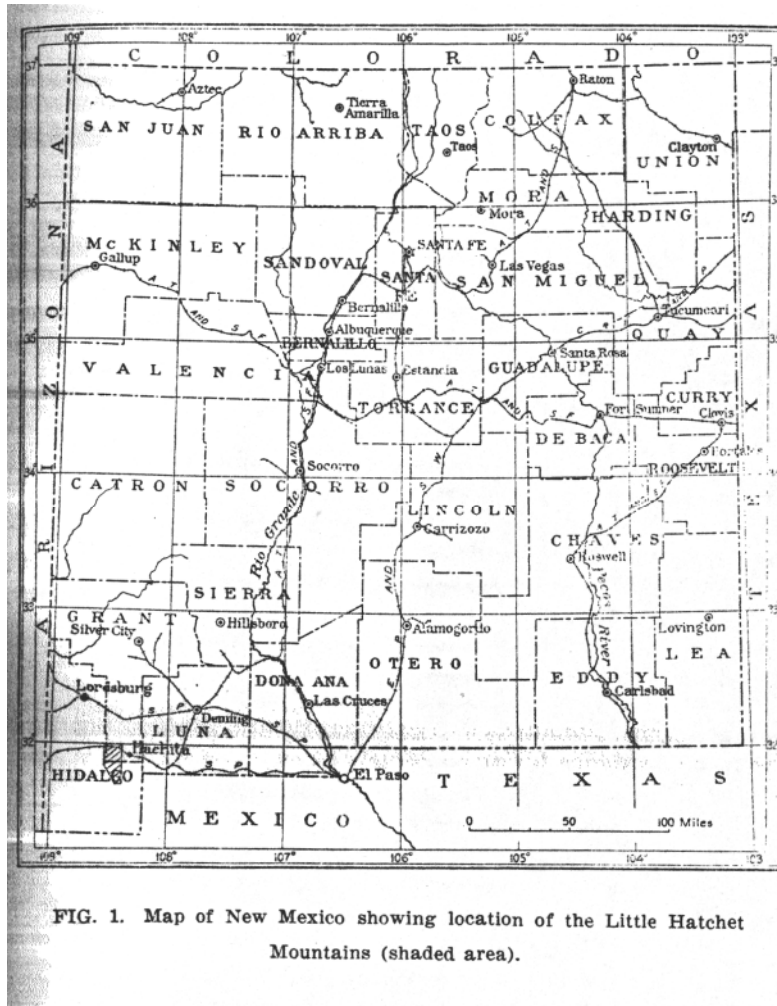 109° 108° 107° 106° 105° 104° 103°
C O L O R A D O
37°
Raton
Aztec
Tierra
Amarilla
SAN JUAN RIO ARRIBA TAOS COLFAX
Taos
Clayton
UNION
MORA
Mora
HARDING
36°
McKINLEY
Gallup
SANDOVAL
SANTA FE
SANTA FE
Las Vegas
SAN MIGUEL
AT AND SF
Bernalillo
Tucumcari
35°
Albuquerque
BERNALILLO
QUAY
Santa Rosa
VALENCIA
Los Lunas
Estancia
GUADALUPE
CURRY
TORRANCE
Fort Sumner
Clovis
DE BACA
Portales
ROOSEVELT
34°
Socorro
CATRON SOCORRO
Rio Grande
LINCOLN
Carrizozo
CHAVES
Roswell
Pecos River
33°
SIERRA
GRANT
Silver City
Hillsboro
Alamogordo
Lovington
LEA
OTERO
EDDY
DONA ANA
Lordsburg
Las Cruces
Carlsbad
Deming
LUNA
32°
Hachita
HIDALGO
El Paso
T E X A S
A R I Z O N A
T E X A S
M E X I C O
0 50 100 Miles
109° 108° 107° 106° 105° 104° 103°
FIG. 1. Map of New Mexico showing location of the Little Hatchet
Mountains (shaded area).